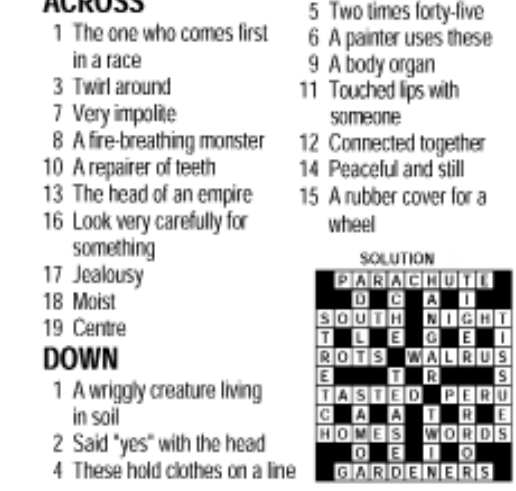 ACROSS
1 The one who comes first
in a race
3 Twirl around
7 Very impolite
8 A fire-breathing monster
10 A repairer of teeth
13 The head of an empire
16 Look very carefully for
something
17 Jealousy
18 Moist
19 Centre
DOWN
1 A wriggly creature living
in soil
2 Said "yes" with the head
4 These hold clothes on a line
5 Two times forty-five
6 A painter uses these
9 A body organ
11 Touched lips with
someone
12 Connected together
14 Peaceful and still
15 A rubber cover for a
wheel
SOLUTION
PARACHUTE
D C A I
SOUTH NIGHT
T L E G E I
ROTS WALRUS
E T R S
TASTED PERU
C A A T R E
HOMES WORDS
O E I O
GARDENERS